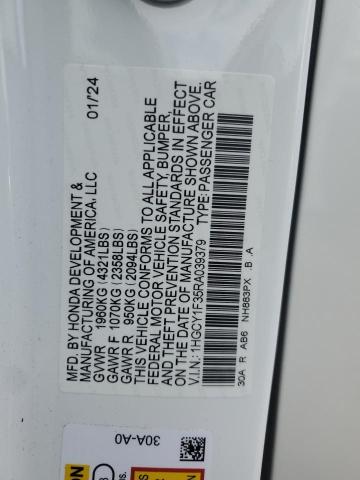 MFD. BY HONDA DEVELOPMENT & 01/24
MANUFACTURING OF AMERICA, LLC
GVWR 1960KG (4321LBS)
GAWR F 1070KG (2358LBS)
GAWR R 950KG (2094LBS)
THIS VEHICLE CONFORMS TO ALL APPLICABLE
FEDERAL MOTOR VEHICLE SAFETY, BUMPER,
AND THEFT PREVENTION STANDARDS IN EFFECT
ON THE DATE OF MANUFACTURE SHOWN ABOVE.
V.I.N.: 1HGCY1F35RA039379 TYPE: PASSENGER CAR
30A R AB6 NH883PX .B .A
30A-A0